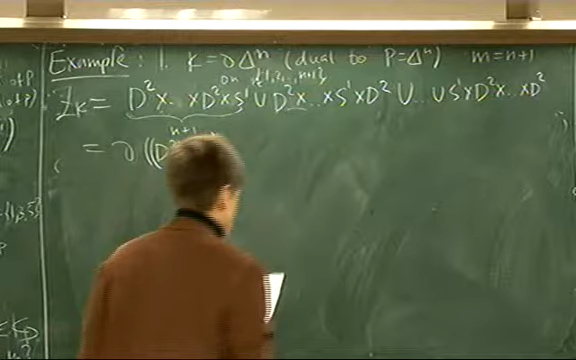 Example: 1. K = ∂Δⁿ (dual to P = Δⁿ) m = n+1
on {1,2,..,n+1}
Z_K = D² × .. × D² × S¹ ∪ D² × .. × S¹ × D² ∪ .. ∪ S¹ × D² × .. × D²
n+1
= ∂ ((D²